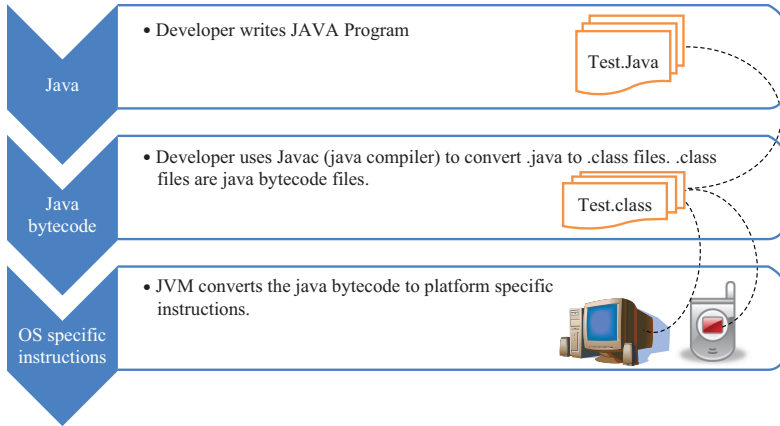 • Developer writes JAVA Program
Test.Java
Java
• Developer uses Javac (java compiler) to convert .java to .class files. .class
files are java bytecode files.
Test.class
Java
bytecode
• JVM converts the java bytecode to platform specific
instructions.
OS specific
instructions